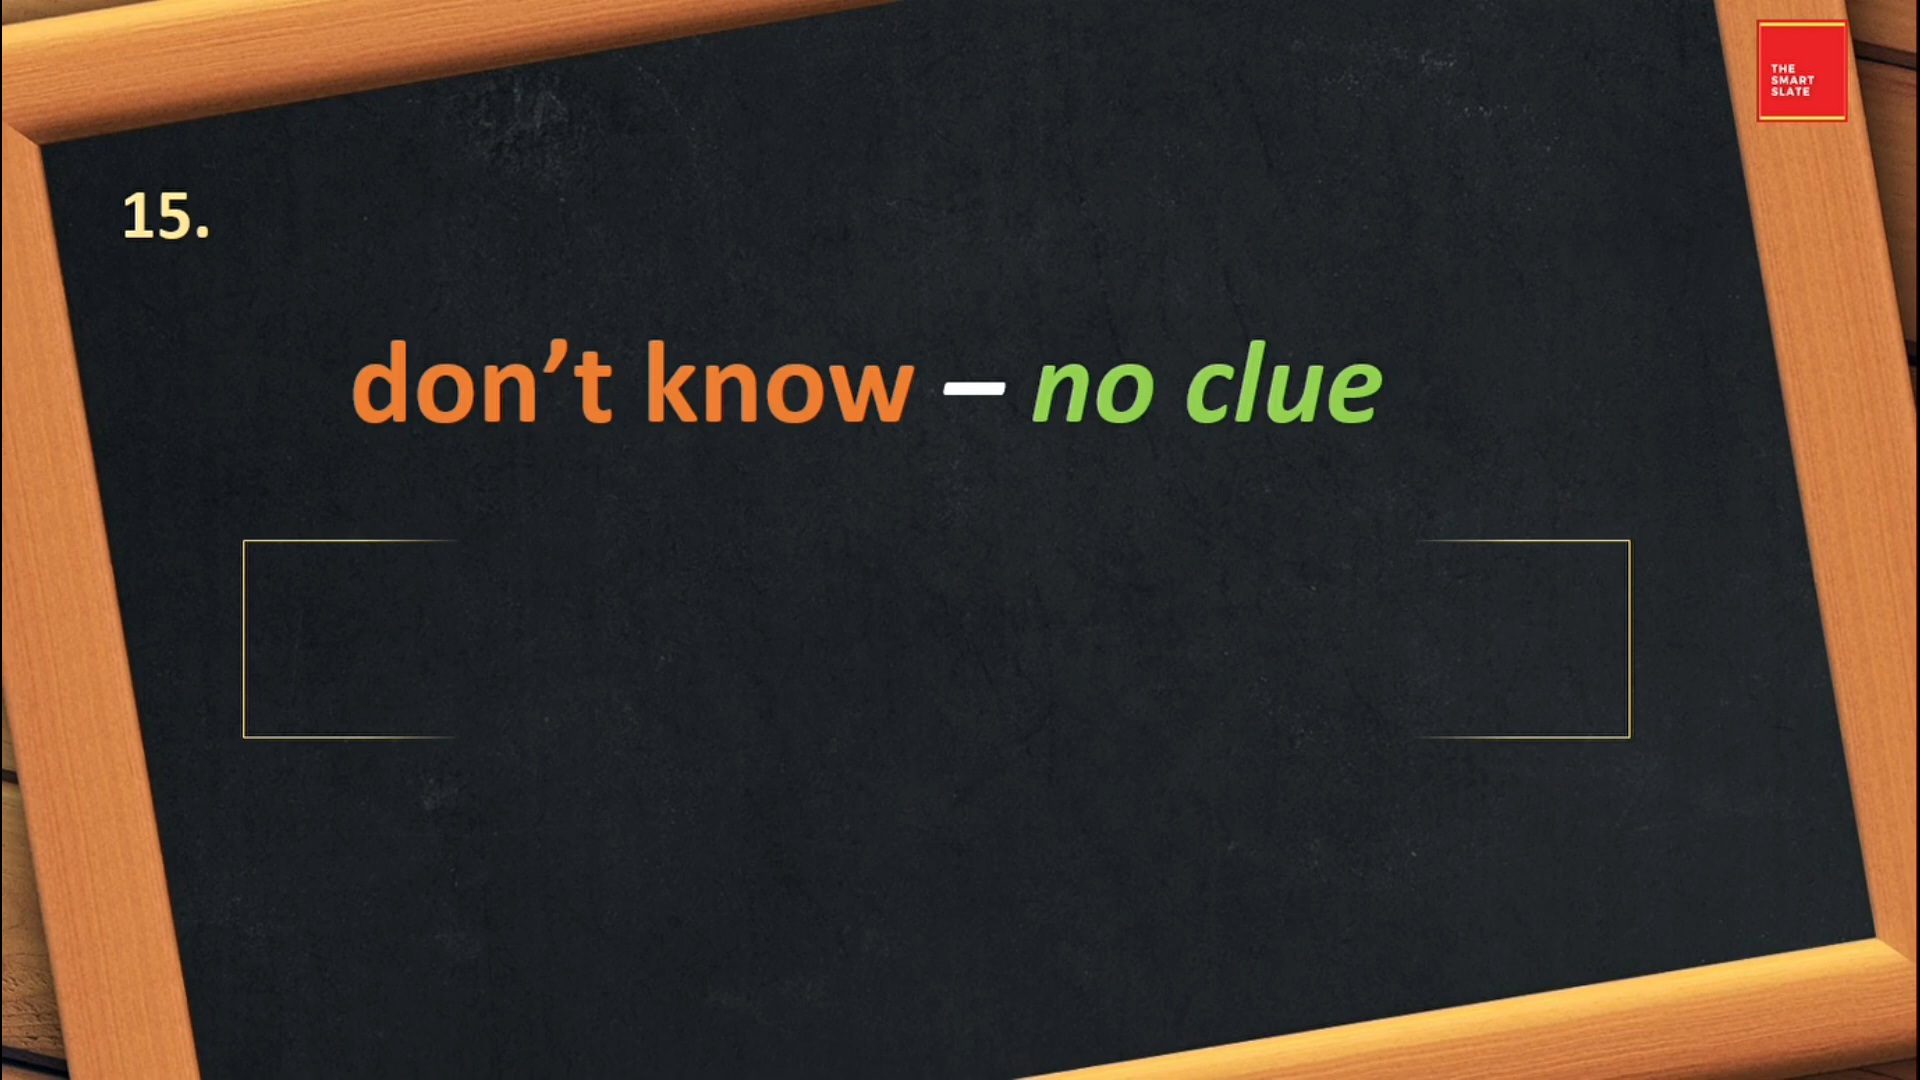 THE
SMART
SLATE
15.
don’t know – no clue